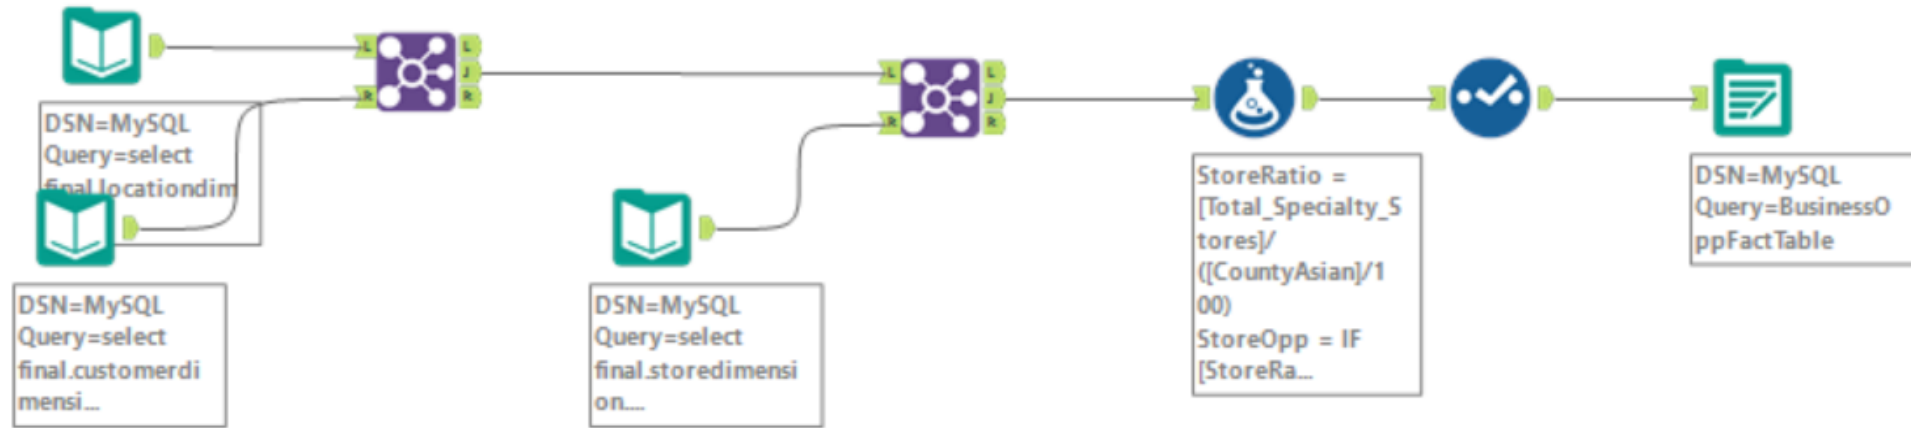 L
R
L
J
R
DSN=MySQL
Query=select
final.locationdim
DSN=MySQL
Query=select
final.customerdi
mensi...
L
R
L
J
R
DSN=MySQL
Query=select
final.storedimensi
on....
StoreRatio =
[Total_Specialty_S
tores]/
([CountyAsian]/1
00)
StoreOpp = IF
[StoreRa...
DSN=MySQL
Query=BusinessO
ppFactTable